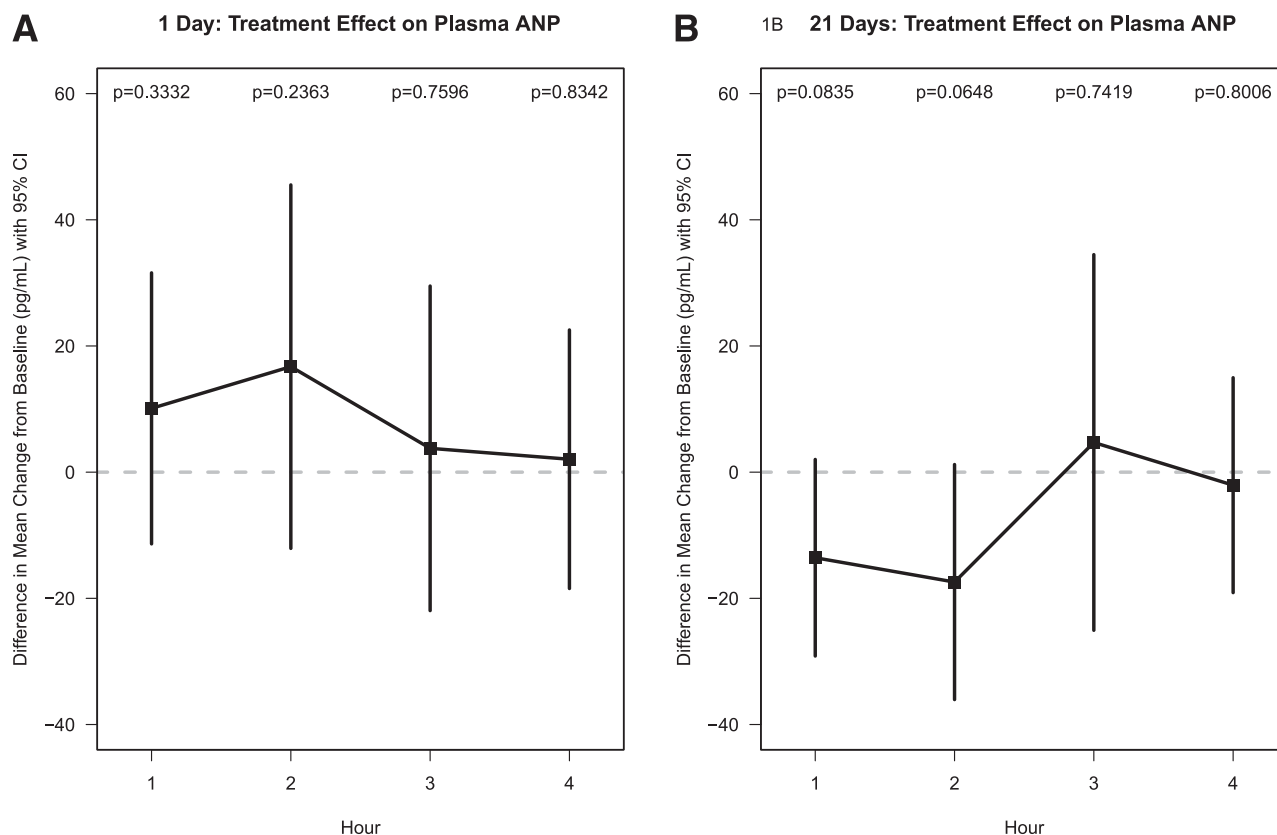 A
1 Day: Treatment Effect on Plasma ANP
p=0.3332 p=0.2363 p=0.7596 p=0.8342
Difference in Mean Change from Baseline (pg/mL) with 95% CI
60
40
20
0
−20
−40
1 2 3 4
Hour
B
1B 21 Days: Treatment Effect on Plasma ANP
p=0.0835 p=0.0648 p=0.7419 p=0.8006
Difference in Mean Change from Baseline (pg/mL) with 95% CI
60
40
20
0
−20
−40
1 2 3 4
Hour